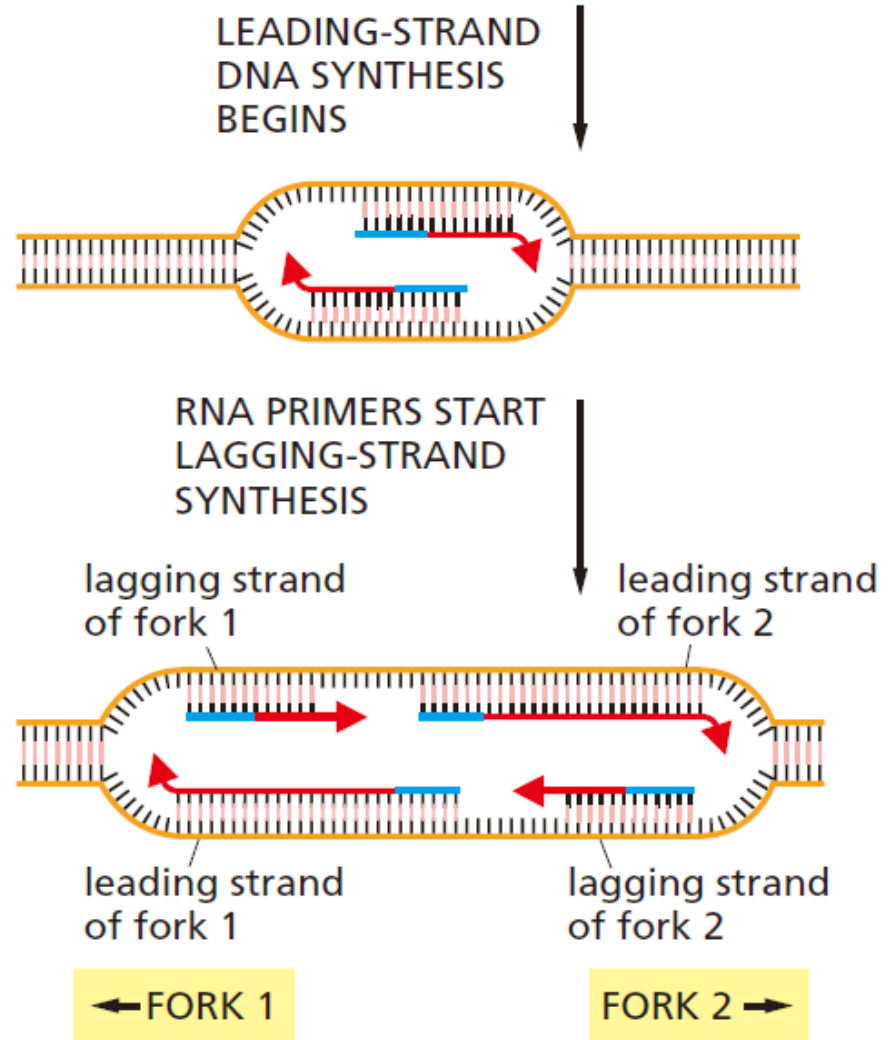 LEADING-STRAND
DNA SYNTHESIS
BEGINS
RNA PRIMERS START
LAGGING-STRAND
SYNTHESIS
lagging strand
of fork 1
leading strand
of fork 2
leading strand
of fork 1
lagging strand
of fork 2
FORK 1
FORK 2